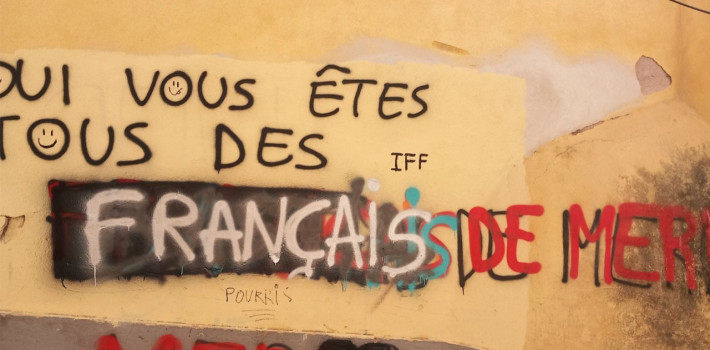 OUI VOUS ÊTES
TOUS DES
IFF
FRANÇAIS DE MER
POURRIS